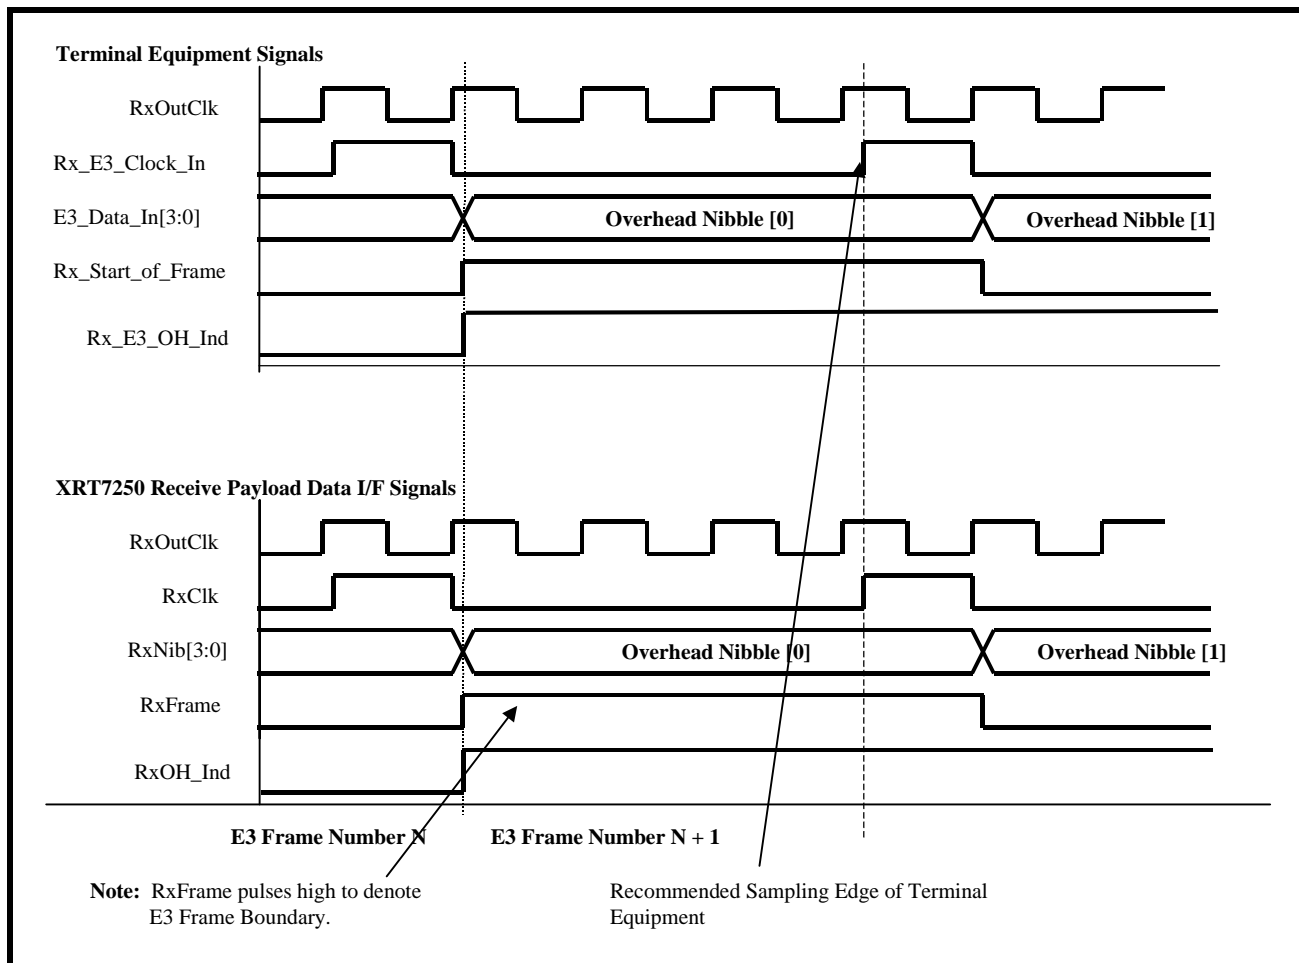 Terminal Equipment Signals
RxOutClk
Rx_E3_Clock_In
E3_Data_In[3:0]
Overhead Nibble [0]
Overhead Nibble [1]
Rx_Start_of_Frame
Rx_E3_OH_Ind
XRT7250 Receive Payload Data I/F Signals
RxOutClk
RxClk
RxNib[3:0]
Overhead Nibble [0]
Overhead Nibble [1]
RxFrame
RxOH_Ind
E3 Frame Number N
E3 Frame Number N + 1
Note: RxFrame pulses high to denote
E3 Frame Boundary.
Recommended Sampling Edge of Terminal
Equipment